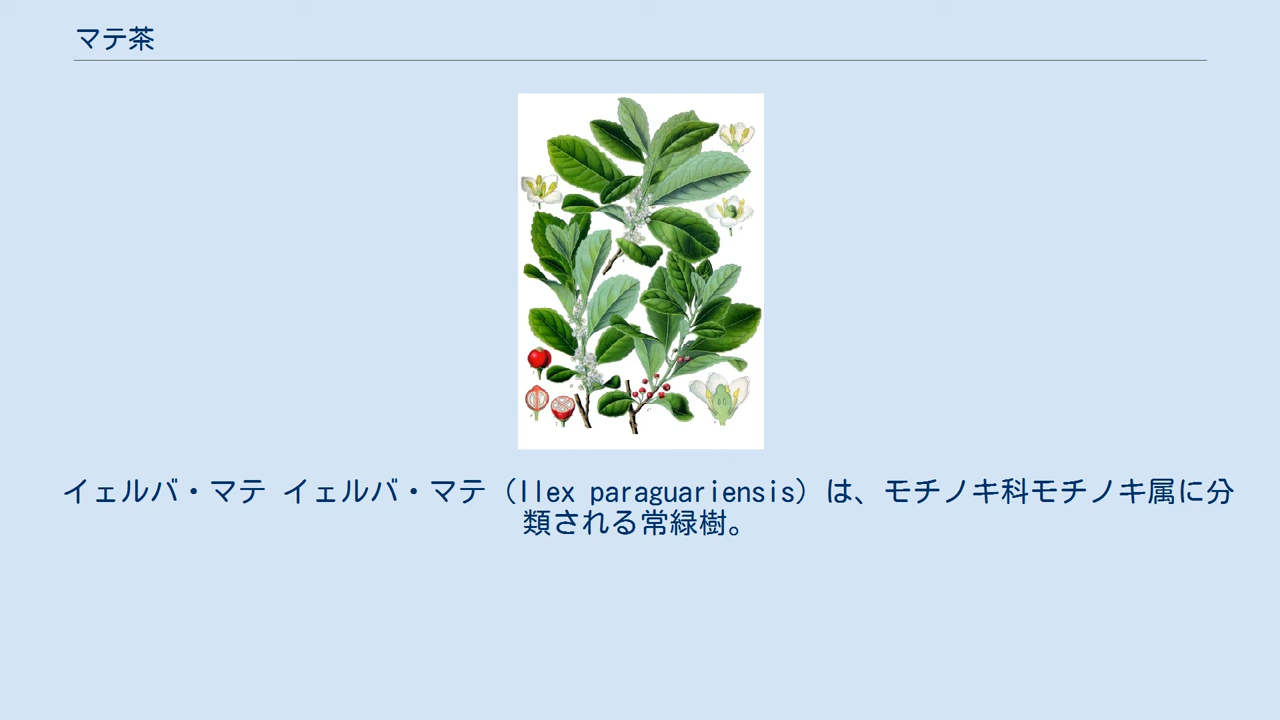 マテ茶
イェルバ・マテ イェルバ・マテ（Ilex paraguariensis）は、モチノキ科モチノキ属に分
類される常緑樹。